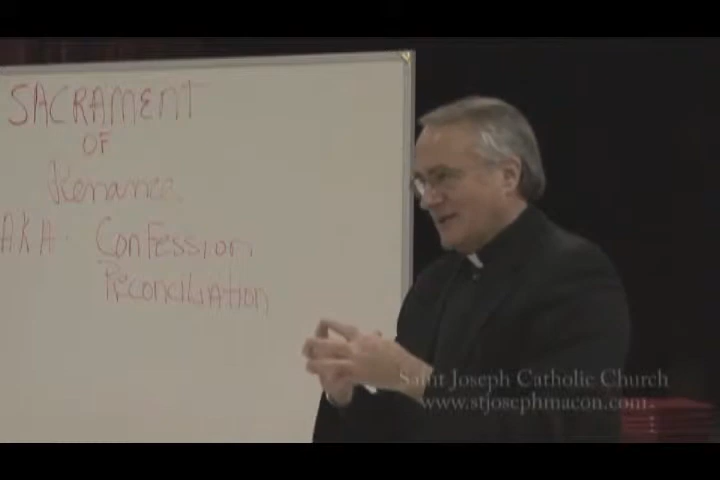 SACRAMENT
OF
Penance
AKA. Confession
Reconciliation
Saint Joseph Catholic Church
www.stjosephmacon.com